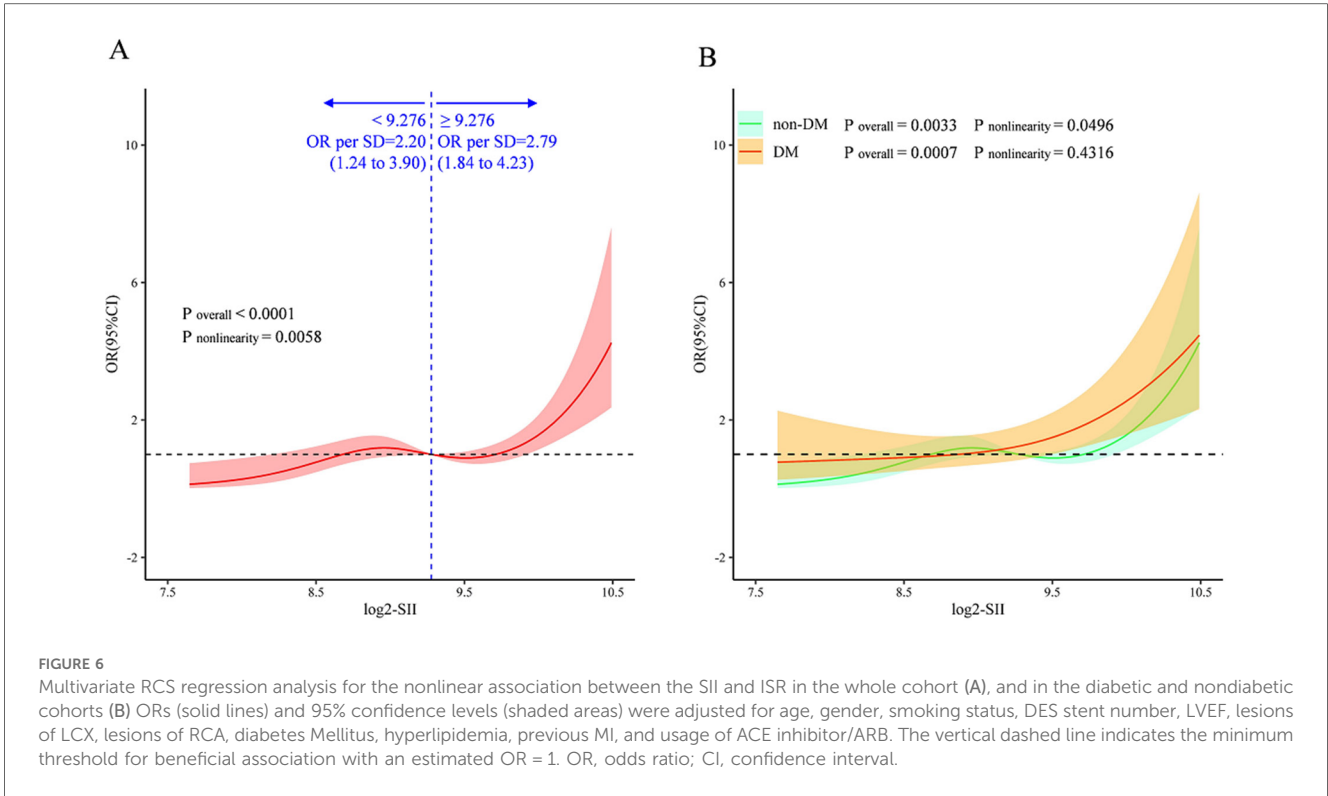 A
< 9.276 ≥ 9.276
OR per SD=2.20 OR per SD=2.79
(1.24 to 3.90) (1.84 to 4.23)
P overall < 0.0001
P nonlinearity = 0.0058
OR(95%CI)
10
6
2
-2
7.5 8.5 9.5 10.5
log2-SII
B
non-DM P overall = 0.0033 P nonlinearity = 0.0496
DM P overall = 0.0007 P nonlinearity = 0.4316
OR(95%CI)
10
6
2
-2
7.5 8.5 9.5 10.5
log2-SII
FIGURE 6
Multivariate RCS regression analysis for the nonlinear association between the SII and ISR in the whole cohort (A), and in the diabetic and nondiabetic
cohorts (B) ORs (solid lines) and 95% confidence levels (shaded areas) were adjusted for age, gender, smoking status, DES stent number, LVEF, lesions
of LCX, lesions of RCA, diabetes Mellitus, hyperlipidemia, previous MI, and usage of ACE inhibitor/ARB. The vertical dashed line indicates the minimum
threshold for beneficial association with an estimated OR = 1. OR, odds ratio; CI, confidence interval.